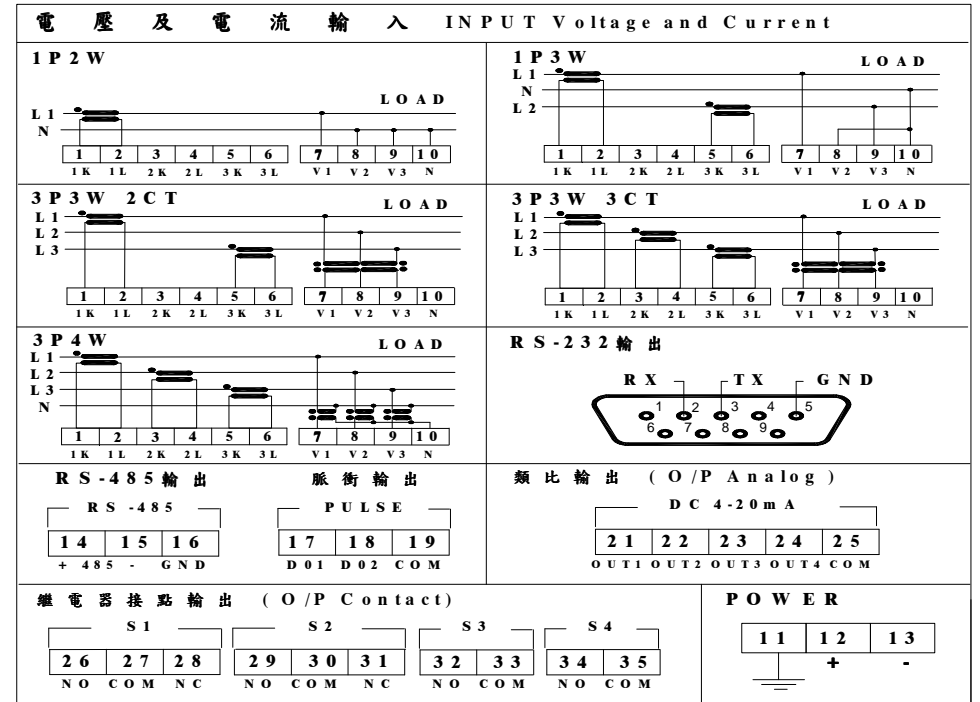 電 壓 及 電 流 輸 入 INPUT Voltage and Current
1P2W
LOAD
L1
N
1 2 3 4 5 6 7 8 9 10
1K 1L 2K 2L 3K 3L V1 V2 V3 N
1P3W
LOAD
L1
N
L2
1 2 3 4 5 6 7 8 9 10
1K 1L 2K 2L 3K 3L V1 V2 V3 N
3P3W 2CT
LOAD
L1
L2
L3
1 2 3 4 5 6 7 8 9 10
1K 1L 2K 2L 3K 3L V1 V2 V3 N
3P3W 3CT
LOAD
L1
L2
L3
1 2 3 4 5 6 7 8 9 10
1K 1L 2K 2L 3K 3L V1 V2 V3 N
3P4W
LOAD
L1
L2
L3
N
1 2 3 4 5 6 7 8 9 10
1K 1L 2K 2L 3K 3L V1 V2 V3 N
RS-232輸出
RX TX GND
1 2 3 4 5
6 7 8 9
RS-485輸出
RS-485
14 15 16
+ 485 - GND
脈衝輸出
PULSE
17 18 19
D01 D02 COM
類比輸出 (O/P Analog)
DC 4-20mA
21 22 23 24 25
OUT1 OUT2 OUT3 OUT4 COM
繼電器接點輸出 (O/P Contact)
S1 S2 S3 S4
26 27 28 29 30 31 32 33 34 35
NO COM NC NO COM NC NO COM NO COM
POWER
11 12 13
+ -